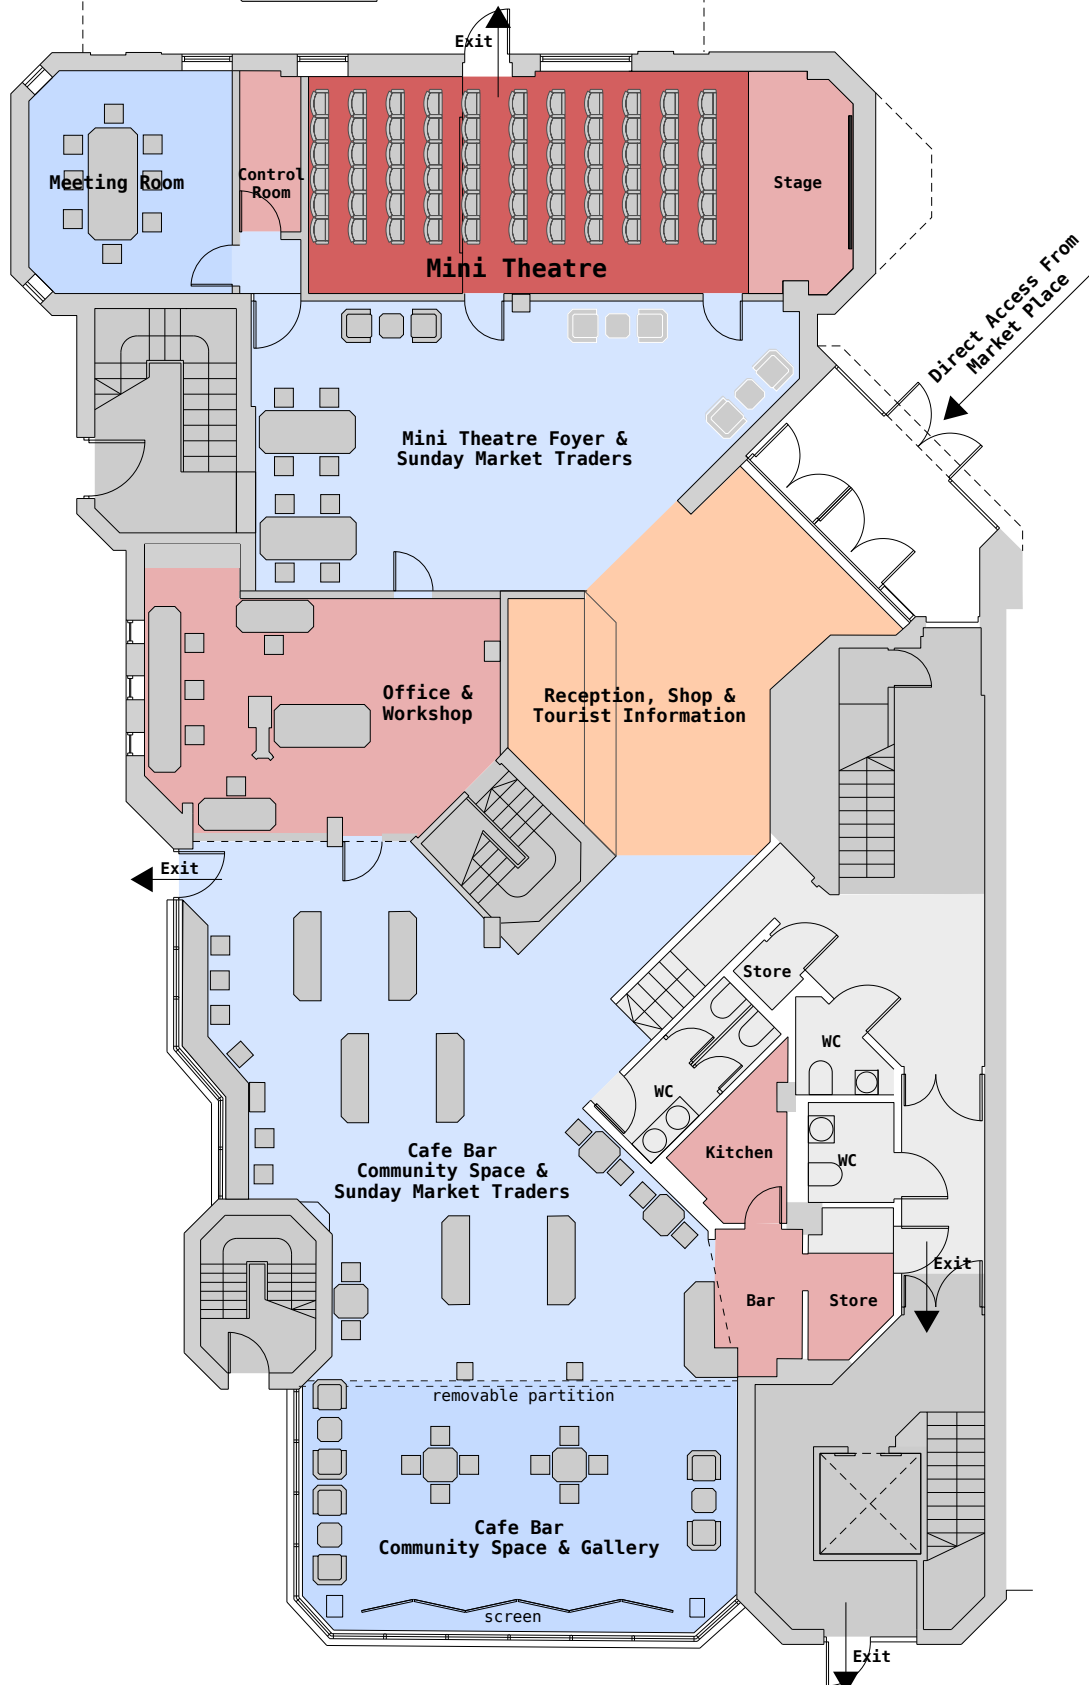 Exit
Meeting Room
Control
Room
Stage
Mini Theatre
Direct Access From
Market Place
Mini Theatre Foyer &
Sunday Market Traders
Office &
Workshop
Reception, Shop &
Tourist Information
Exit
Store
WC
WC
Kitchen
WC
Cafe Bar
Community Space &
Sunday Market Traders
Exit
Bar
Store
removable partition
Cafe Bar
Community Space & Gallery
screen
Exit